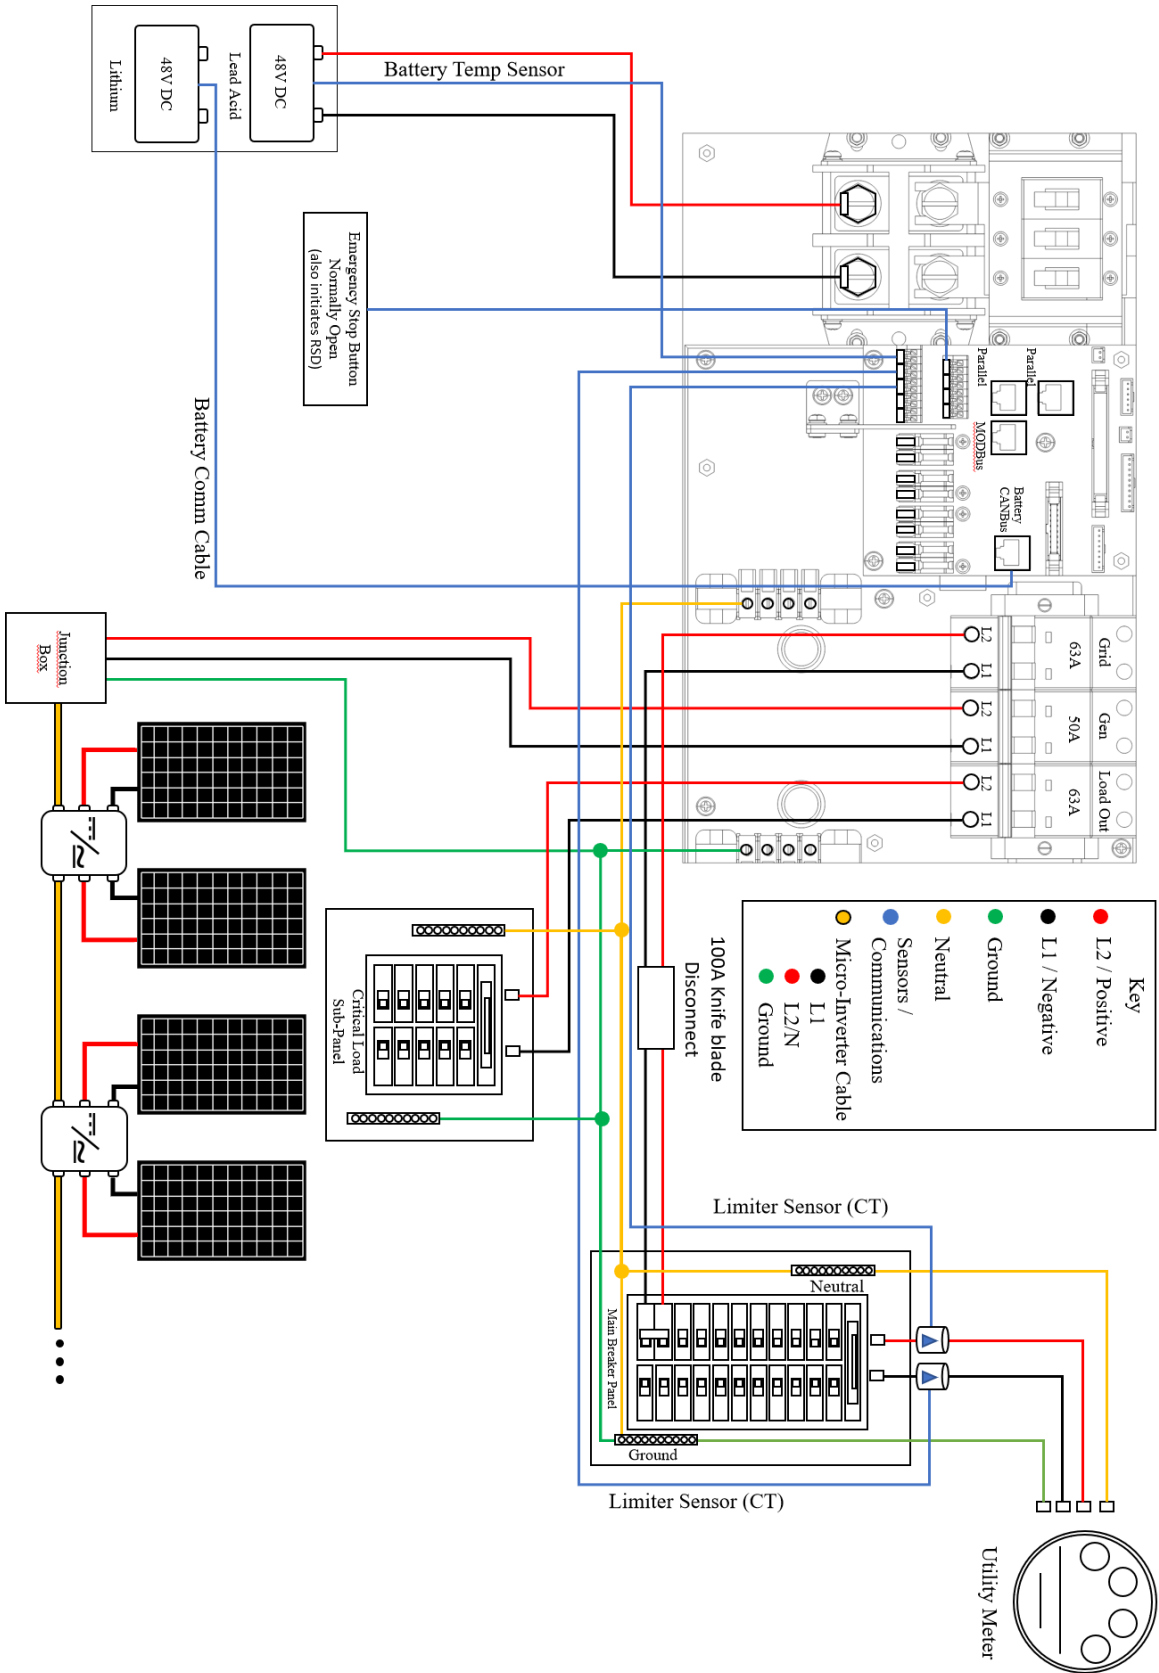 48V DC
Lithium
48V DC
Lead Acid
Battery Temp Sensor
Emergency Stop Button
Normally Open
(also initiates RSD)
Battery Comm Cable
Parallel
Parallel
MODBus
Battery
CANBus
Junction
Box
L2
L1
L2
L1
L2
L1
63A
50A
63A
Grid
Gen
Load Out
Key
L2 / Positive
L1 / Negative
Ground
Neutral
Sensors /
Communications
Micro-Inverter Cable
L1
L2/N
Ground
100A Knife blade
Disconnect
Critical Load
Sub-Panel
Limiter Sensor (CT)
Neutral
Main Breaker Panel
Ground
Limiter Sensor (CT)
Utility Meter